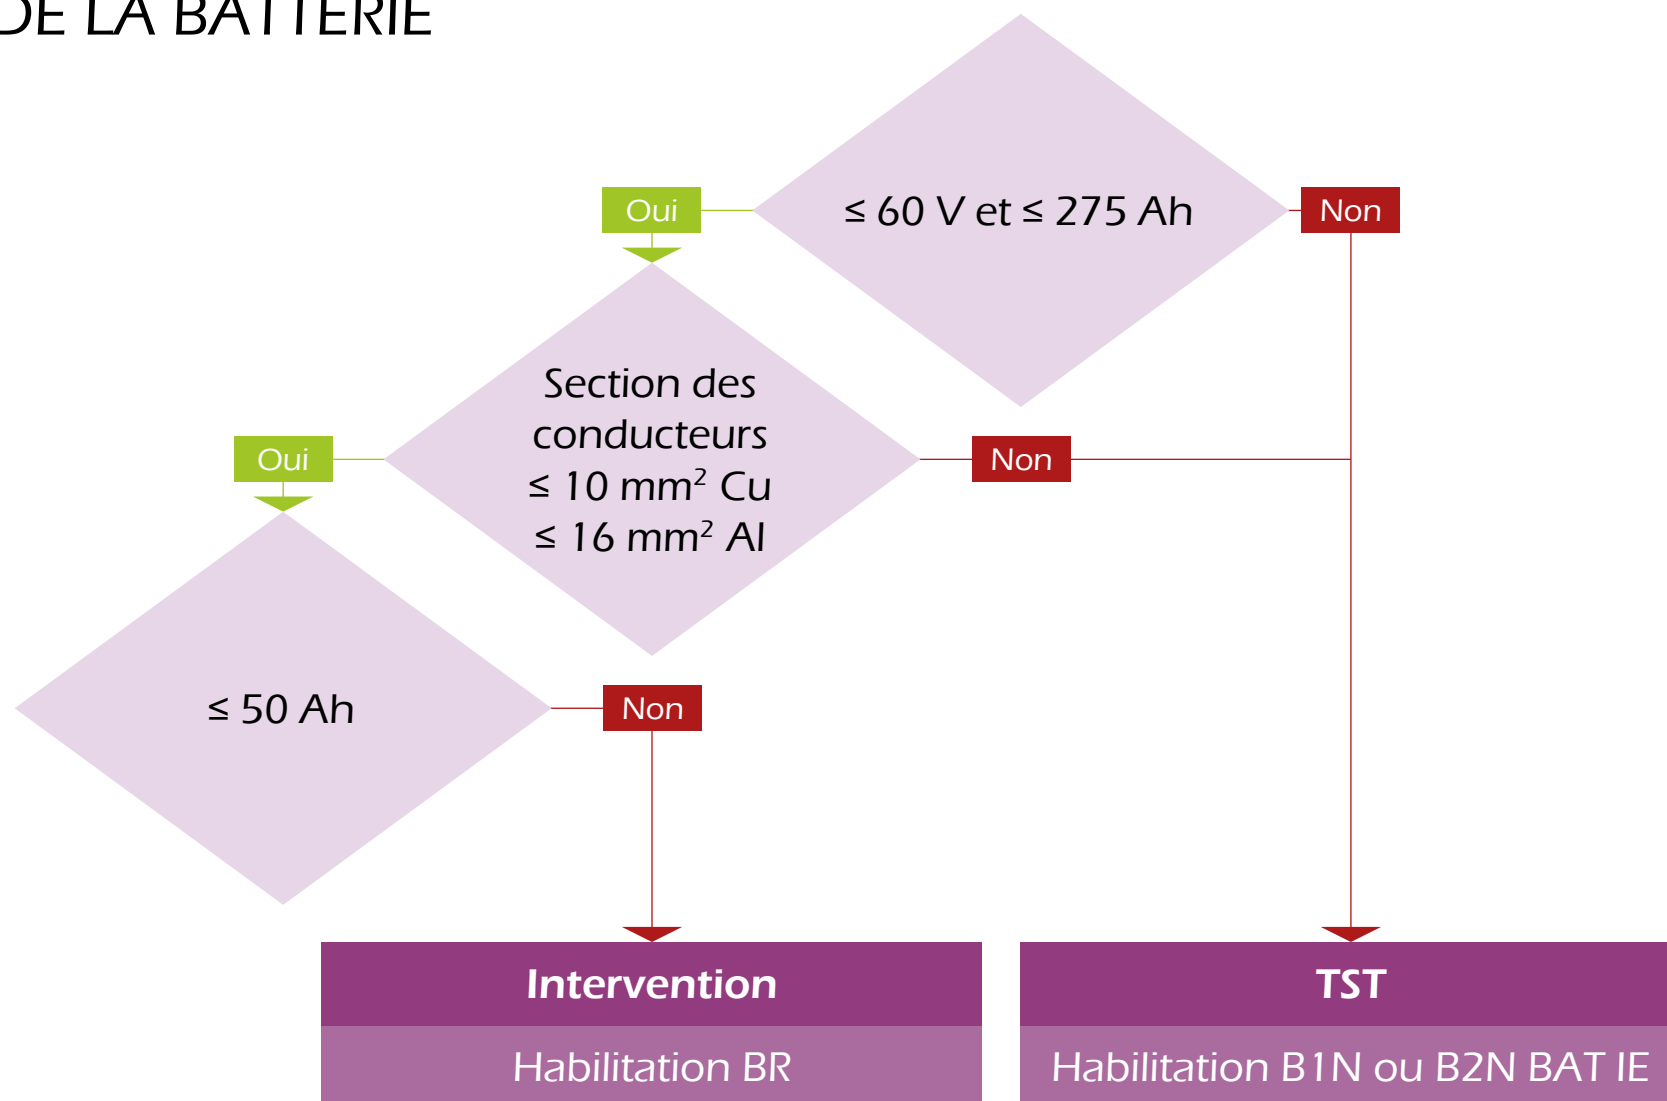 DE LA BATTERIE
≤ 60 V et ≤ 275 Ah
Oui
Non
Section des
conducteurs
≤ 10 mm² Cu
≤ 16 mm² Al
Oui
Non
≤ 50 Ah
Non
Intervention
Habilitation BR
TST
Habilitation B1N ou B2N BAT IE